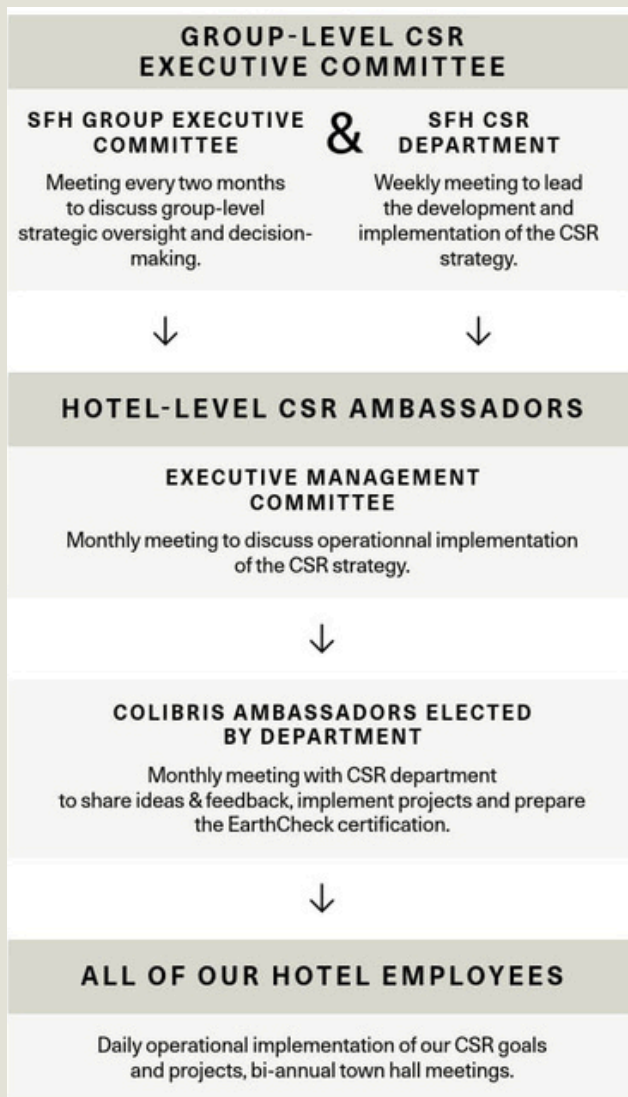 GROUP-LEVEL CSR
EXECUTIVE COMMITTEE
SFH GROUP EXECUTIVE
COMMITTEE
Meeting every two months
to discuss group-level
strategic oversight and decision-
making.
&
SFH CSR
DEPARTMENT
Weekly meeting to lead
the development and
implementation of the CSR
strategy.
HOTEL-LEVEL CSR AMBASSADORS
EXECUTIVE MANAGEMENT
COMMITTEE
Monthly meeting to discuss operationnal implementation
of the CSR strategy.
COLIBRIS AMBASSADORS ELECTED
BY DEPARTMENT
Monthly meeting with CSR department
to share ideas & feedback, implement projects and prepare
the EarthCheck certification.
ALL OF OUR HOTEL EMPLOYEES
Daily operational implementation of our CSR goals
and projects, bi-annual town hall meetings.